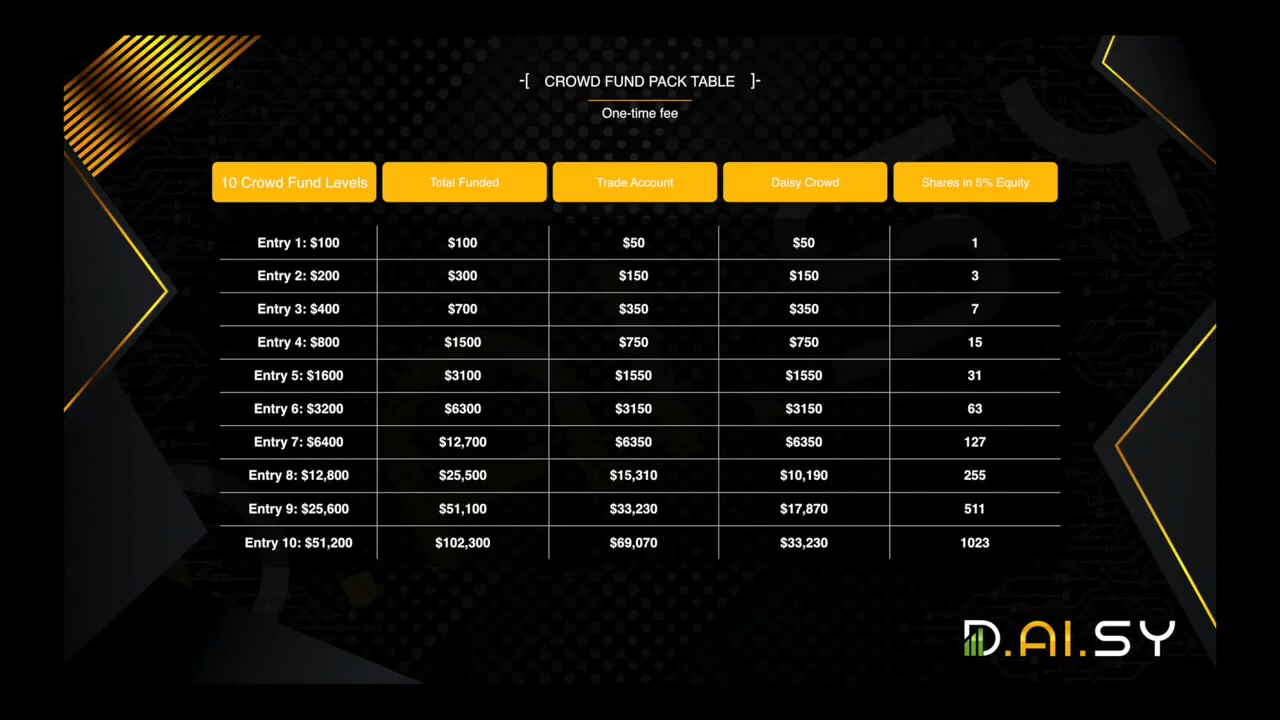 -[ CROWD FUND PACK TABLE ]-
One-time fee
10 Crowd Fund Levels Total Funded Trade Account Daisy Crowd Shares in 5% Equity
Entry 1: $100 $100 $50 $50 1
Entry 2: $200 $300 $150 $150 3
Entry 3: $400 $700 $350 $350 7
Entry 4: $800 $1500 $750 $750 15
Entry 5: $1600 $3100 $1550 $1550 31
Entry 6: $3200 $6300 $3150 $3150 63
Entry 7: $6400 $12,700 $6350 $6350 127
Entry 8: $12,800 $25,500 $15,310 $10,190 255
Entry 9: $25,600 $51,100 $33,230 $17,870 511
Entry 10: $51,200 $102,300 $69,070 $33,230 1023
D.AI.SY